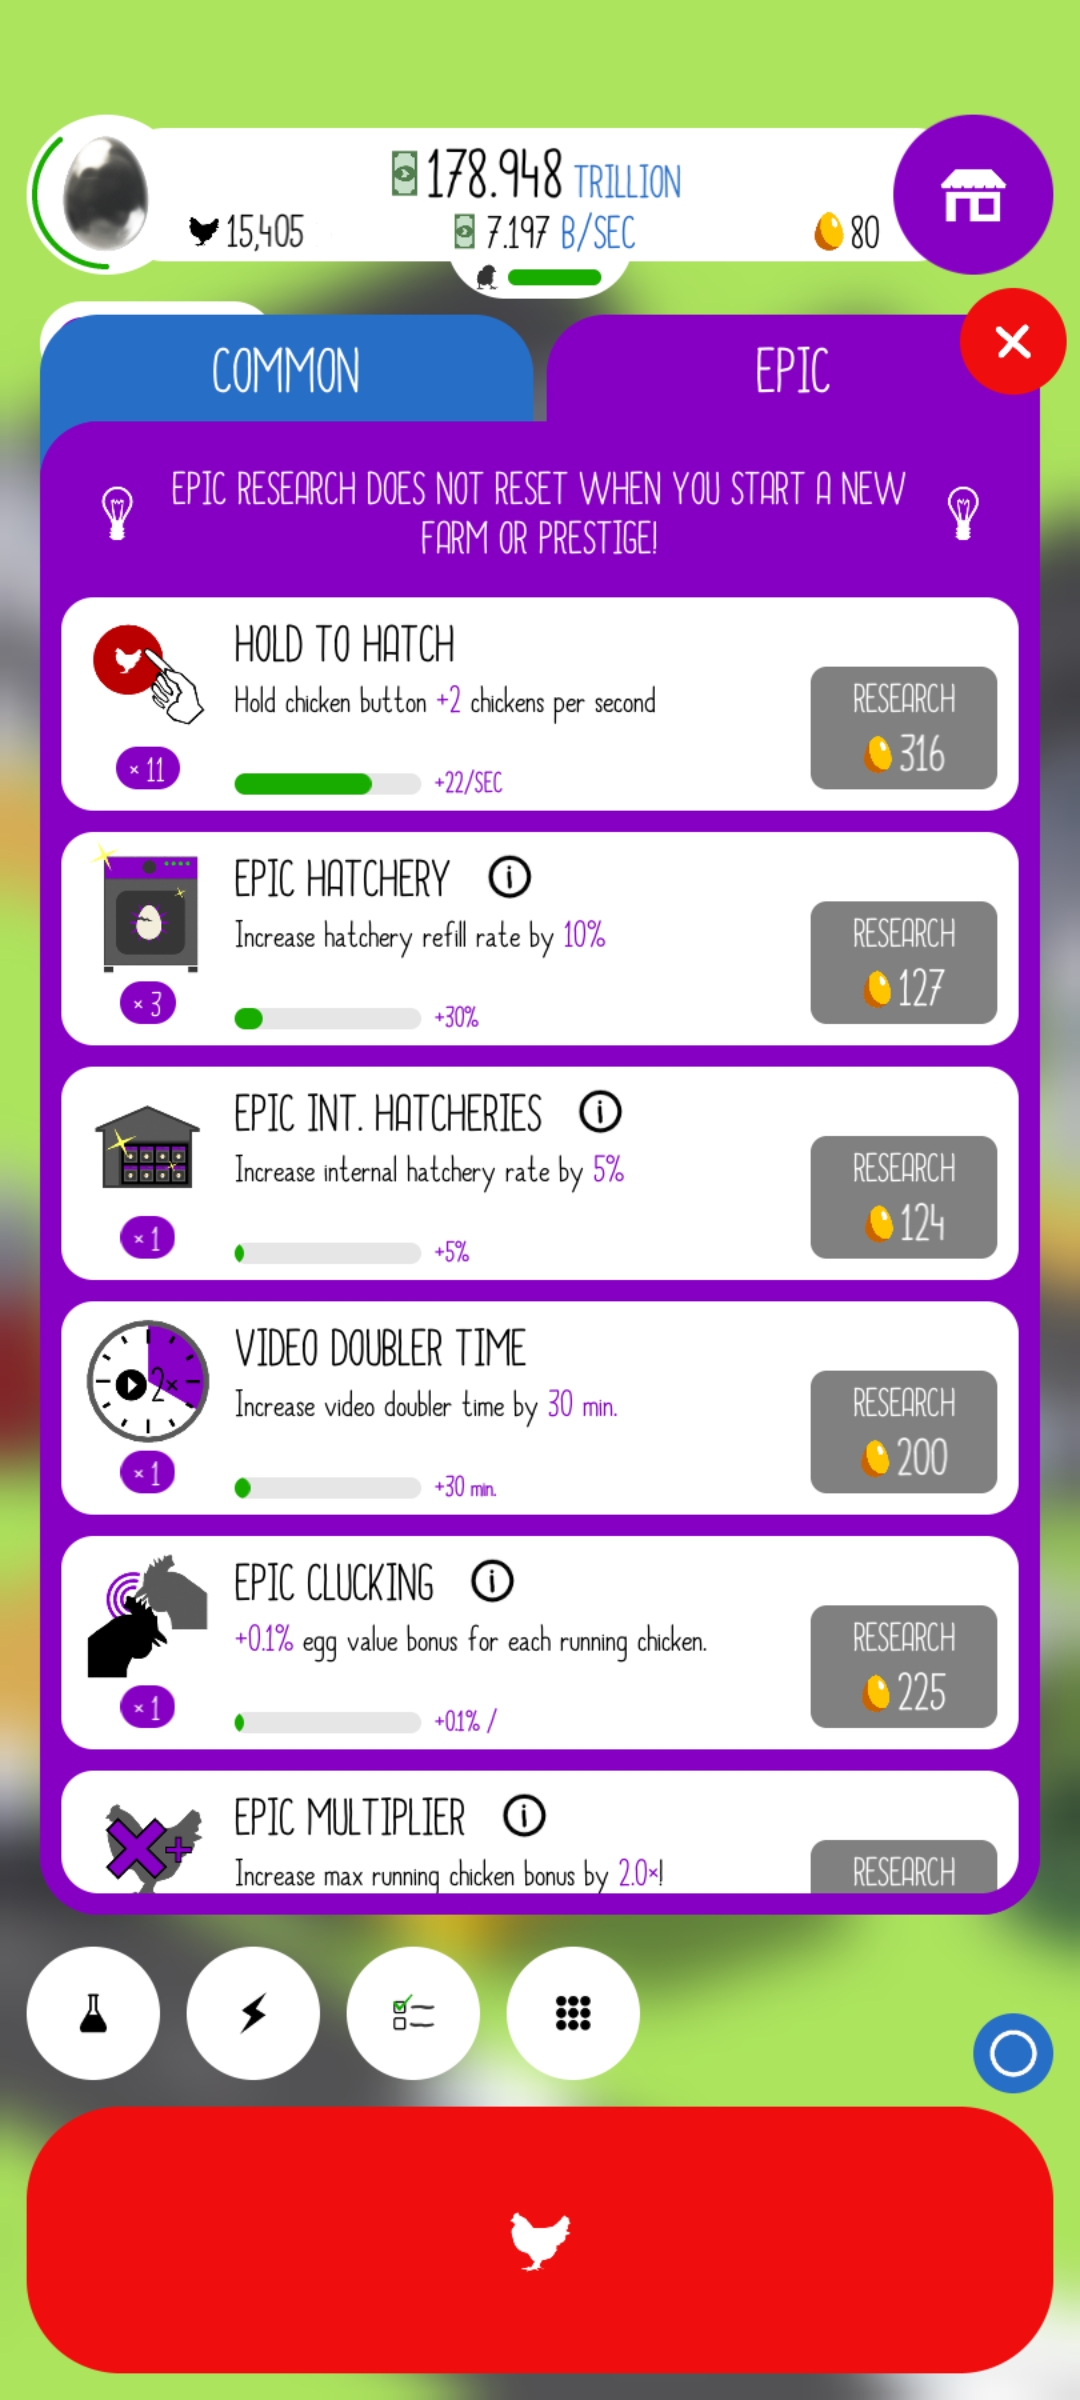 178.948 TRILLION
15,405
7.197 B/SEC
80
COMMON
EPIC
EPIC RESEARCH DOES NOT RESET WHEN YOU START A NEW
FARM OR PRESTIGE!
HOLD TO HATCH
Hold chicken button +2 chickens per second
× 11
+22/SEC
RESEARCH
316
EPIC HATCHERY i
Increase hatchery refill rate by 10%
× 3
+30%
RESEARCH
127
EPIC INT. HATCHERIES i
Increase internal hatchery rate by 5%
× 1
+5%
RESEARCH
124
VIDEO DOUBLER TIME
Increase video doubler time by 30 min.
2×
× 1
+30 min.
RESEARCH
200
EPIC CLUCKING i
+0.1% egg value bonus for each running chicken.
× 1
+0.1% /
RESEARCH
225
EPIC MULTIPLIER i
Increase max running chicken bonus by 2.0×!
RESEARCH